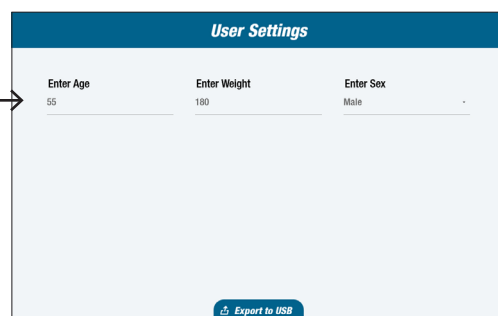 User Settings
Enter Age Enter Weight Enter Sex
55 180 Male
Export to USB